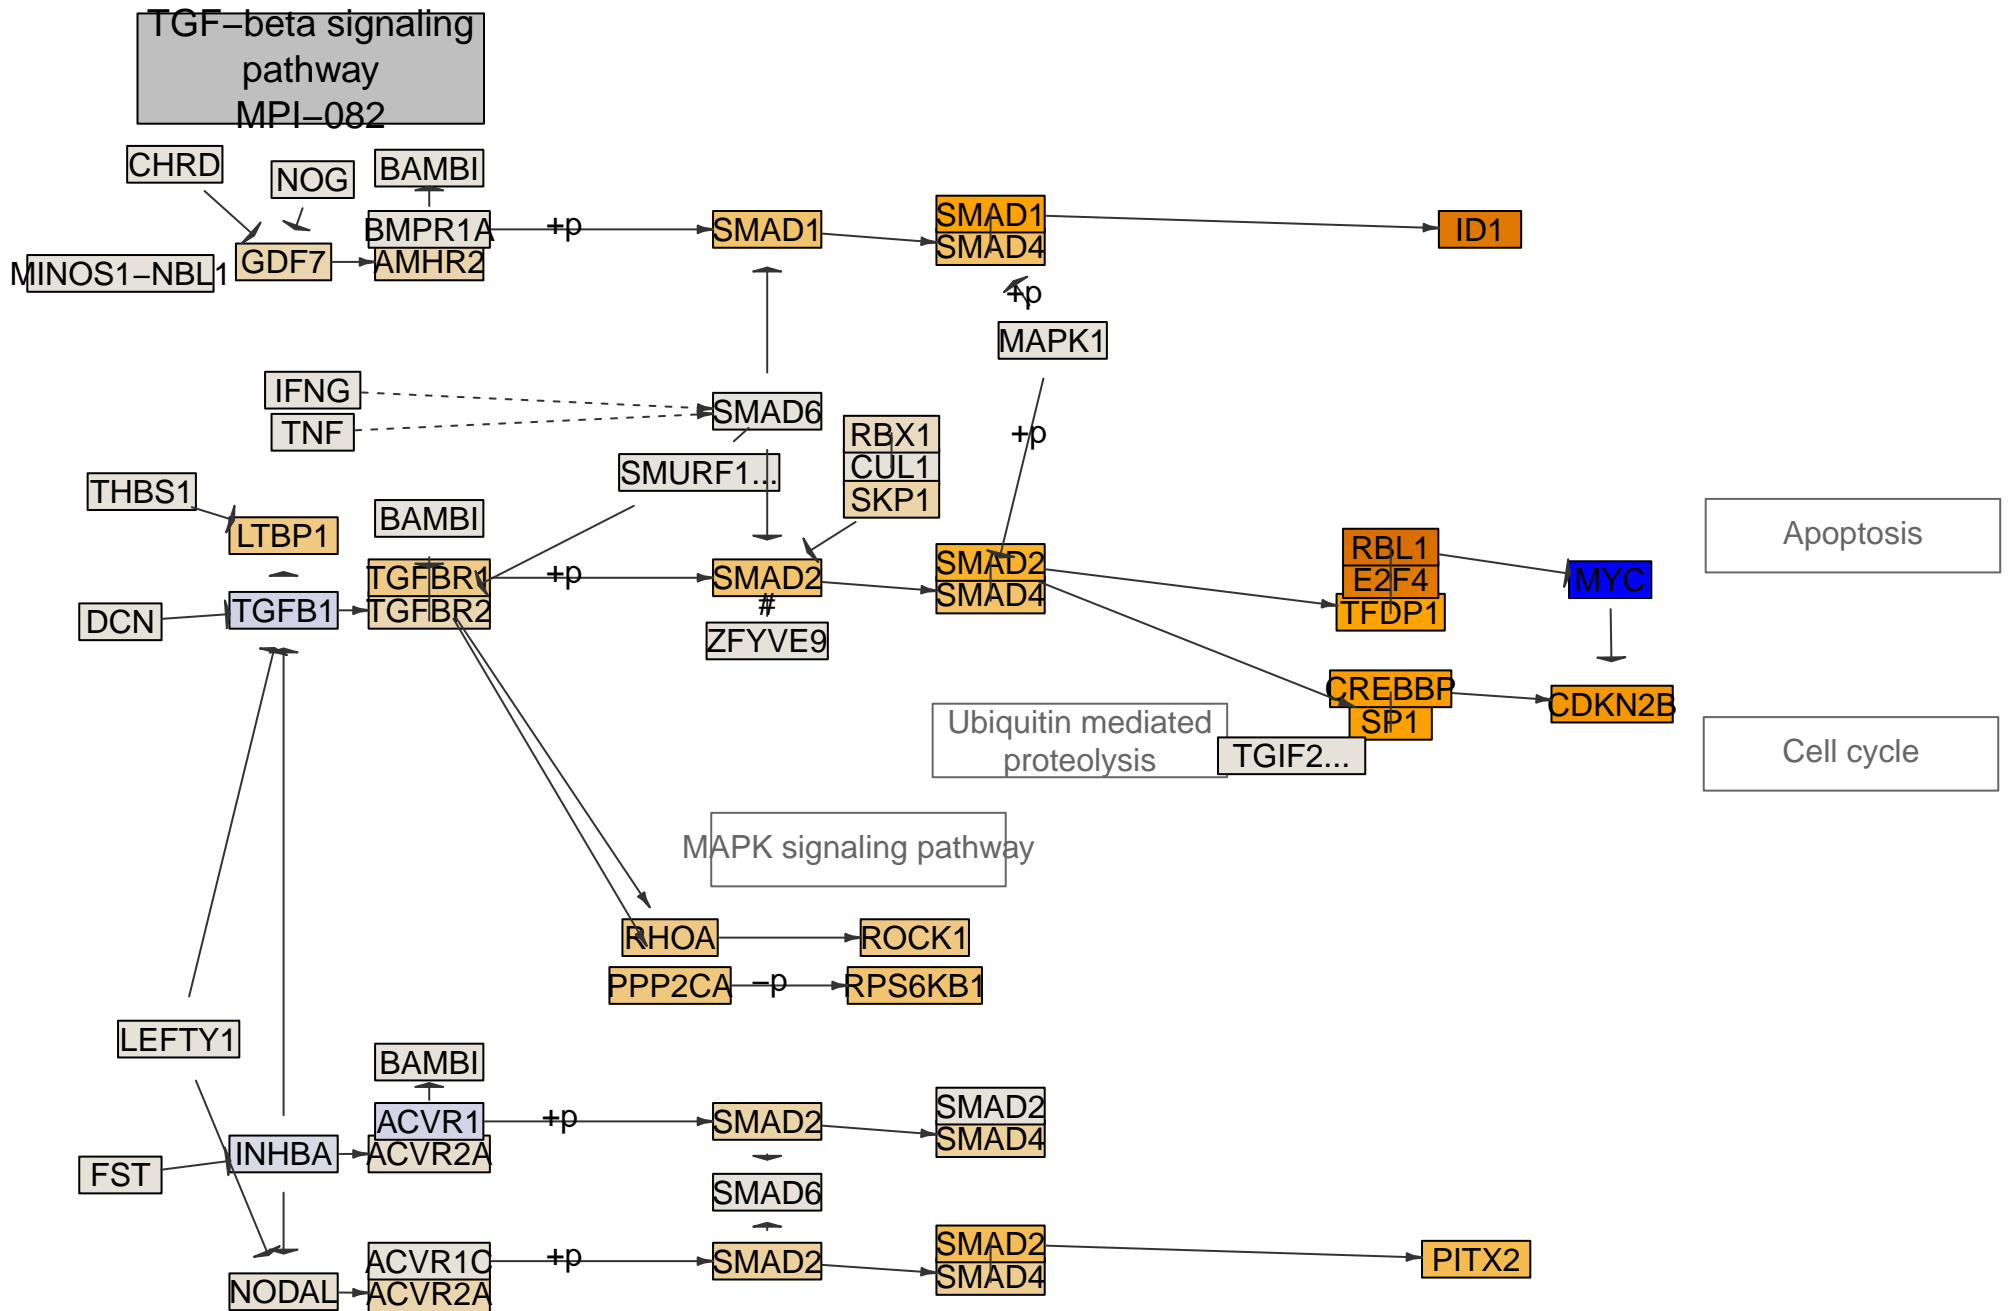 TGF−beta signaling
pathway
MPI−082
CHRD
NOG
BAMBI
BMPR1A
+p
SMAD1
SMAD1
ID1
MINOS1−NBL1
GDF7
AMHR2
SMAD4
+p
MAPK1
IFNG
SMAD6
TNF
RBX1
+p
SMURF1...
CUL1
THBS1
SKP1
BAMBI
LTBP1
Apoptosis
RBL1
TGFBR1
+p
SMAD2
SMAD2
E2F4
MYC
DCN
TGFB1
TGFBR2
#
SMAD4
TFDP1
ZFYVE9
CREBBP
CDKN2B
Ubiquitin mediated
proteolysis
SP1
TGIF2...
Cell cycle
MAPK signaling pathway
RHOA
ROCK1
PPP2CA
−p
RPS6KB1
LEFTY1
BAMBI
ACVR1
+p
SMAD2
SMAD2
FST
INHBA
ACVR2A
SMAD4
SMAD6
ACVR1C
+p
SMAD2
SMAD2
PITX2
NODAL
ACVR2A
SMAD4